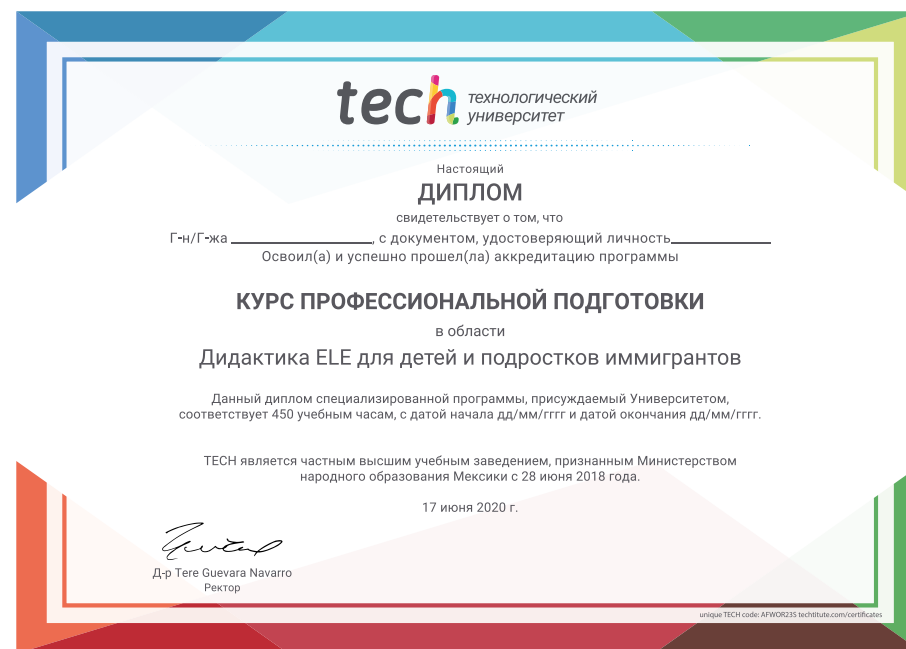 tech технологический
университет
Настоящий
ДИПЛОМ
свидетельствует о том, что
Г-н/Г-жа ____________________, с документом, удостоверяющий личность______________
Освоил(а) и успешно прошел(ла) аккредитацию программы
КУРС ПРОФЕССИОНАЛЬНОЙ ПОДГОТОВКИ
в области
Дидактика ELE для детей и подростков иммигрантов
Данный диплом специализированной программы, присуждаемый Университетом,
соответствует 450 учебным часам, с датой начала дд/мм/гггг и датой окончания дд/мм/гггг.
TECH является частным высшим учебным заведением, признанным Министерством
народного образования Мексики с 28 июня 2018 года.
17 июня 2020 г.
Д-р Tere Guevara Navarro
Ректор
unique TECH code: AFWOR235 techtitute.com/certificates